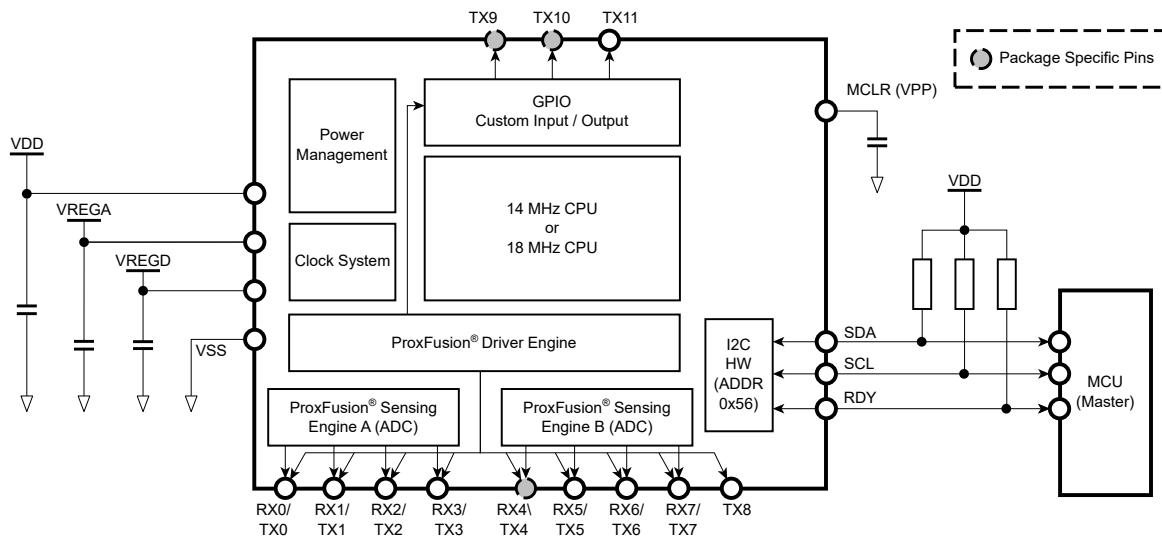 TX9
TX10
TX11
Package Specific Pins
MCLR (VPP)
GPIO
Custom Input / Output
Power
Management
VDD
VREGA
VREGD
VSS
14 MHz CPU
or
18 MHz CPU
Clock System
VDD
ProxFusion® Driver Engine
I2C
HW
(ADDR
0x56)
SDA
SCL
RDY
MCU
(Master)
ProxFusion® Sensing
Engine A (ADC)
ProxFusion® Sensing
Engine B (ADC)
RX0/
TX0
RX1/
TX1
RX2/
TX2
RX3/
TX3
RX4\
TX4
RX5/
TX5
RX6/
TX6
RX7/
TX7
TX8